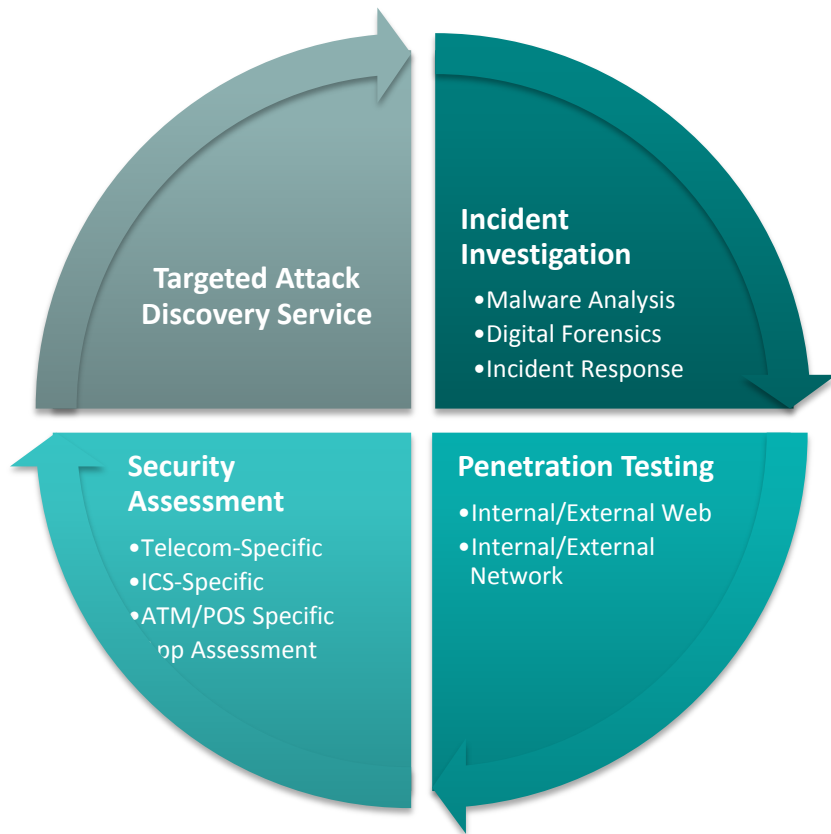 Targeted Attack
Discovery Service
Incident
Investigation
•Malware Analysis
•Digital Forensics
•Incident Response
Security
Assessment
•Telecom-Specific
•ICS-Specific
•ATM/POS Specific
pp Assessment
Penetration Testing
•Internal/External Web
•Internal/External
Network